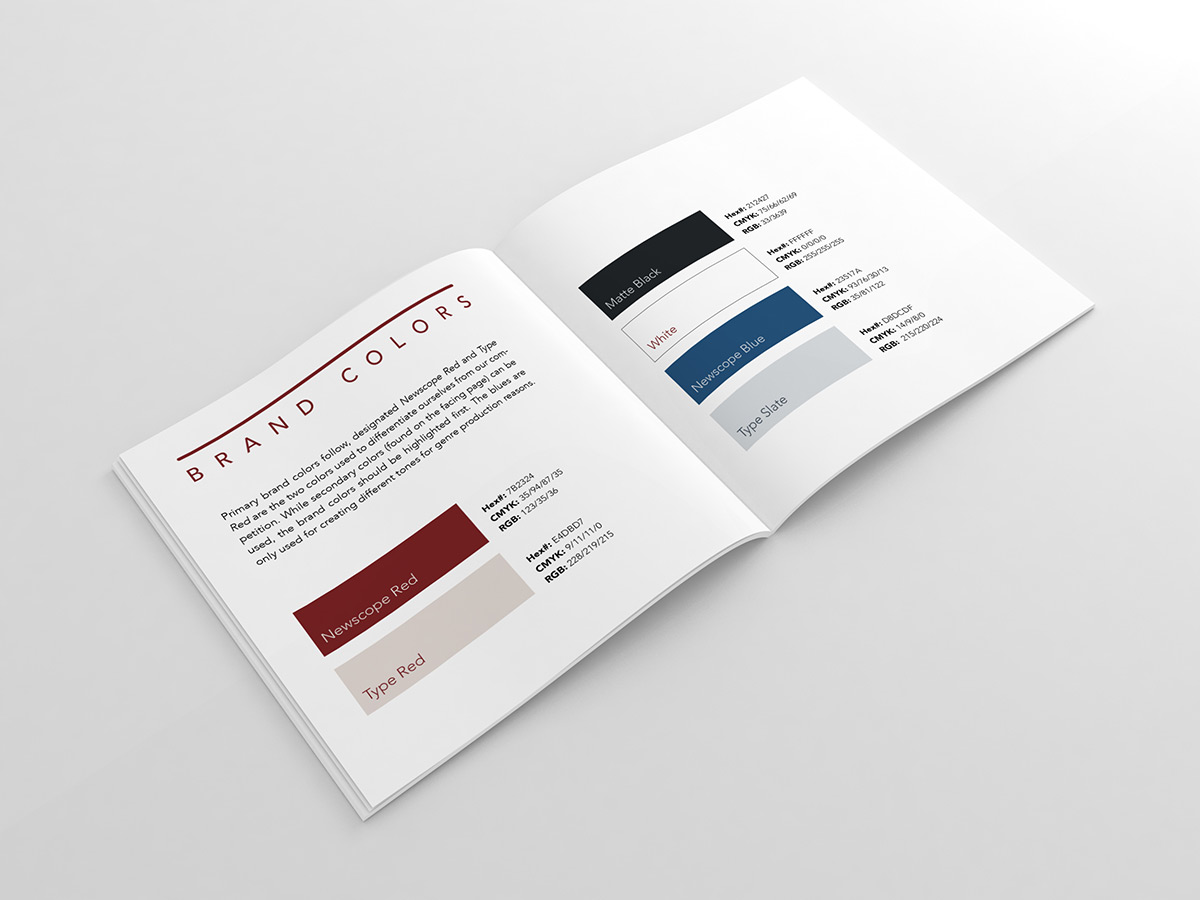 BRAND COLORS
Primary brand colors follow, designated Newscope Red and Type
Red are the two colors used to differentiate ourselves from our com-
petition. While secondary colors (found on the facing page) can be
used, the brand colors should be highlighted first. The blues are
only used for creating different tones for genre production reasons.
Newscope Red
Hex#: 7B2324
CMYK: 35/94/87/35
RGB: 123/35/36
Type Red
Hex#: E4DBD7
CMYK: 9/11/11/0
RGB: 228/219/215
Matte Black
Hex#: 212427
CMYK: 75/66/62/69
RGB: 33/3639
White
Hex#: FFFFFF
CMYK: 0/0/0/0
RGB: 255/255/255
Newscope Blue
Hex#: 23517A
CMYK: 93/76/30/13
RGB: 35/81/122
Type Slate
Hex#: D8DCDF
CMYK: 14/9/8/0
RGB: 215/220/224